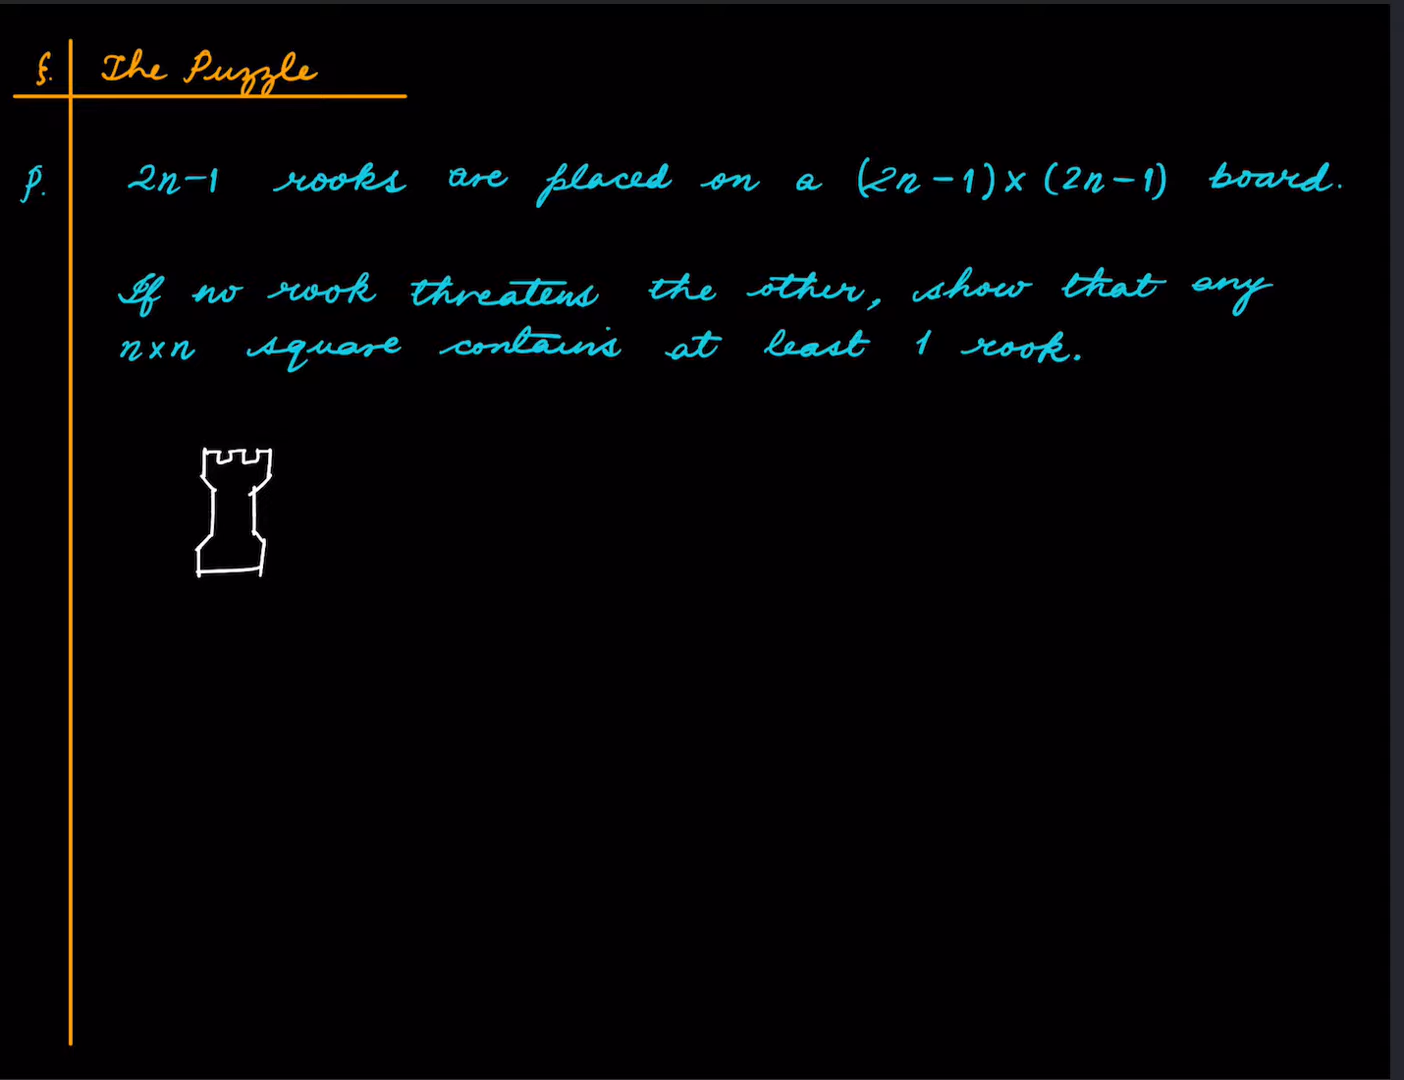 §. The Puzzle
P. 2n-1 rooks are placed on a (2n-1)x(2n-1) board.
If no rook threatens the other, show that any
nxn square contains at least 1 rook.